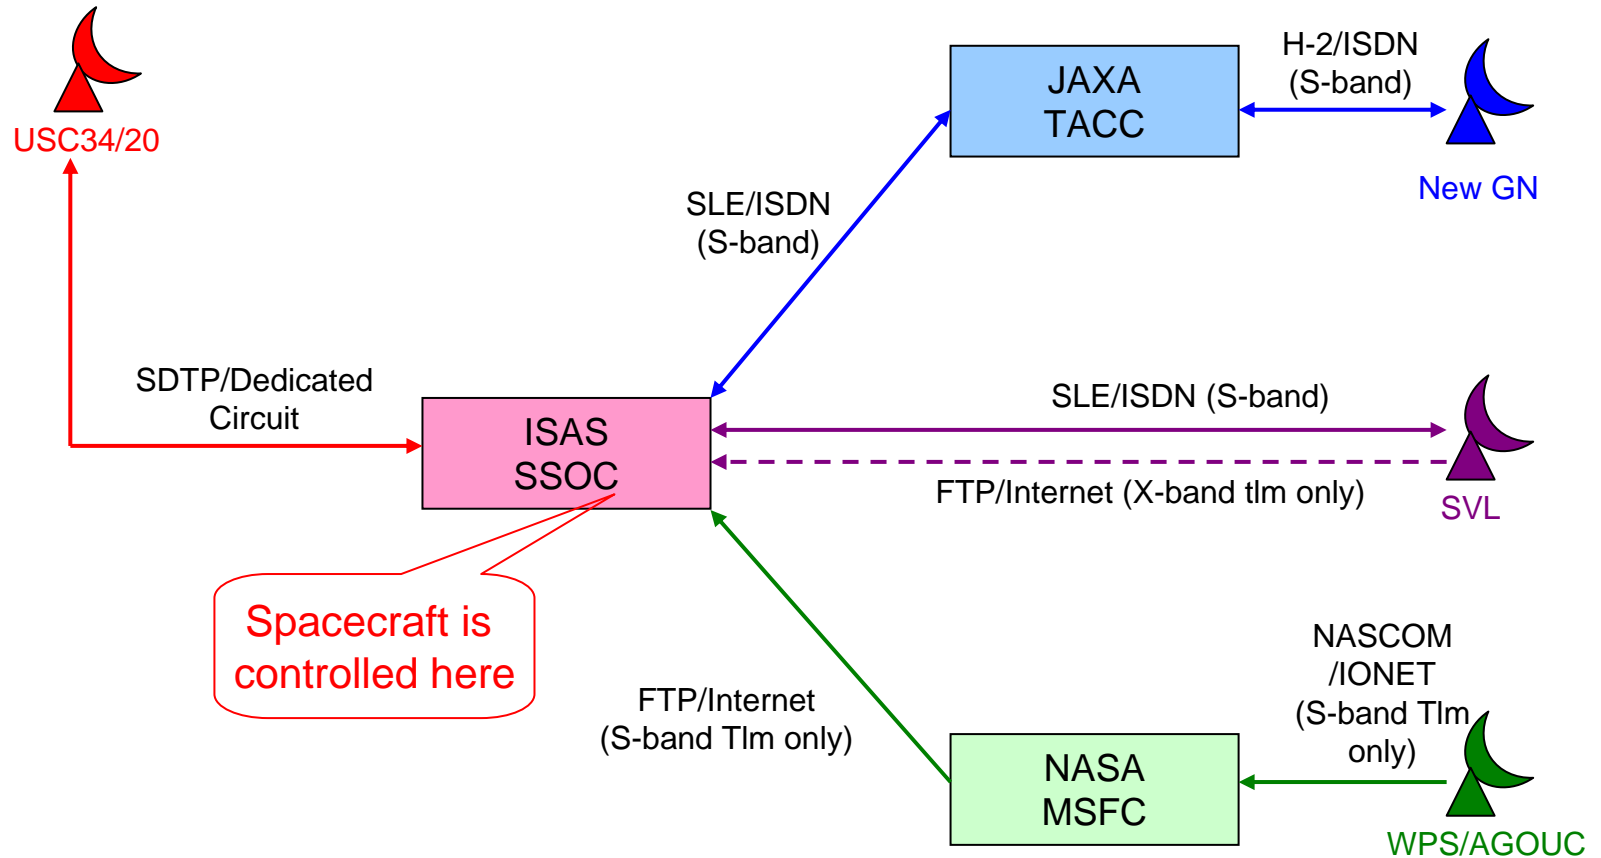 USC34/20
SDTP/Dedicated
Circuit
ISAS
SSOC
Spacecraft is
controlled here
SLE/ISDN
(S-band)
JAXA
TACC
H-2/ISDN
(S-band)
New GN
SLE/ISDN (S-band)
FTP/Internet (X-band tlm only)
SVL
FTP/Internet
(S-band Tlm only)
NASA
MSFC
NASCOM
/IONET
(S-band Tlm
only)
WPS/AGOUC